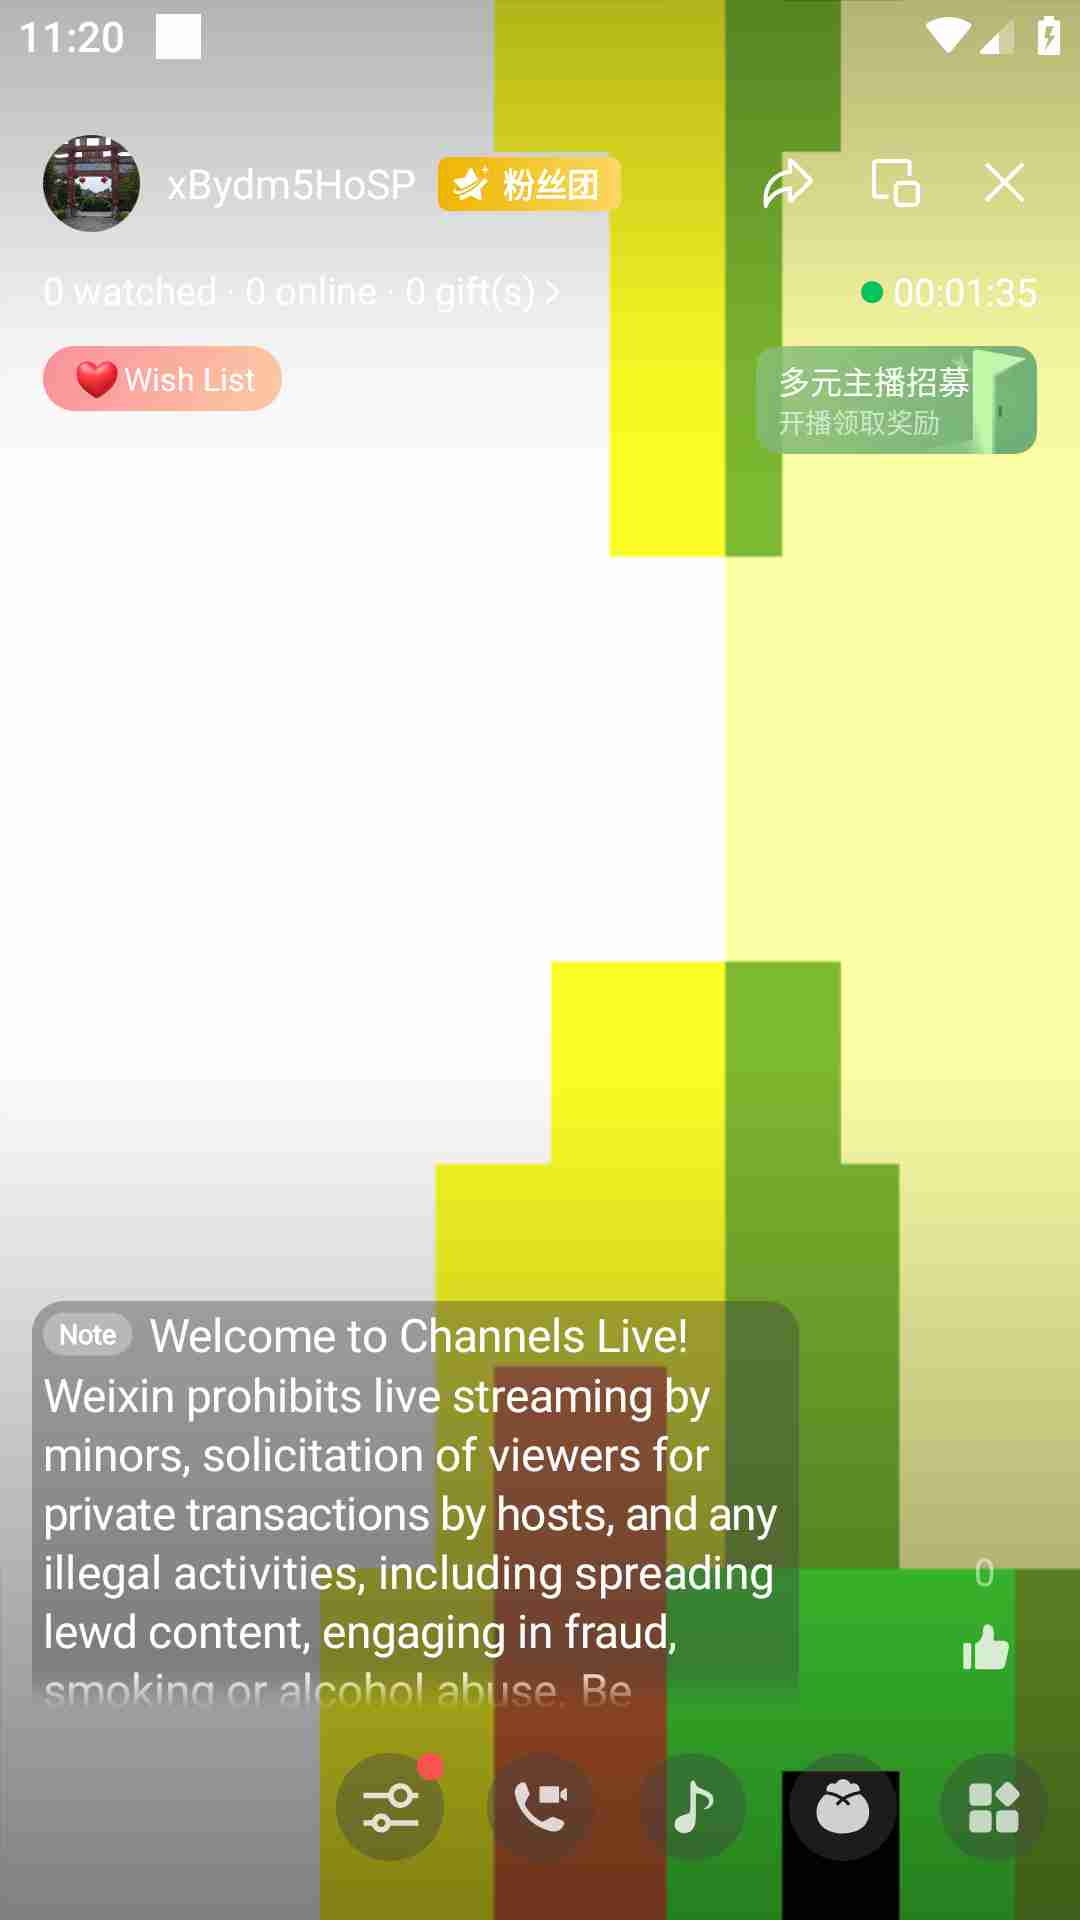 11:20
xBydm5HoSP 粉丝团
0 watched · 0 online · 0 gift(s) 00:01:35
Wish List
多元主播招募
开播领取奖励
Note Welcome to Channels Live!
Weixin prohibits live streaming by
minors, solicitation of viewers for
private transactions by hosts, and any
illegal activities, including spreading
lewd content, engaging in fraud,
smoking or alcohol abuse. Be
0